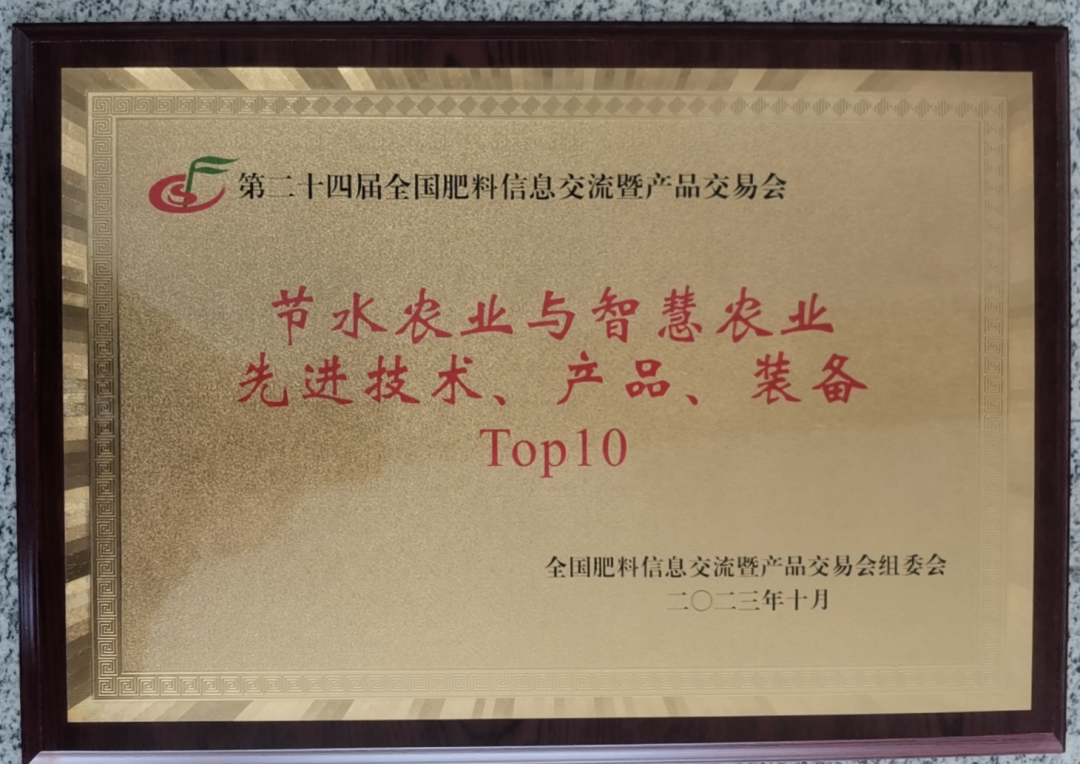 第二十四届全国肥料信息交流暨产品交易会
节水农业与智慧农业
先进技术、产品、装备
Top10
全国肥料信息交流暨产品交易会组委会
二〇二三年十月